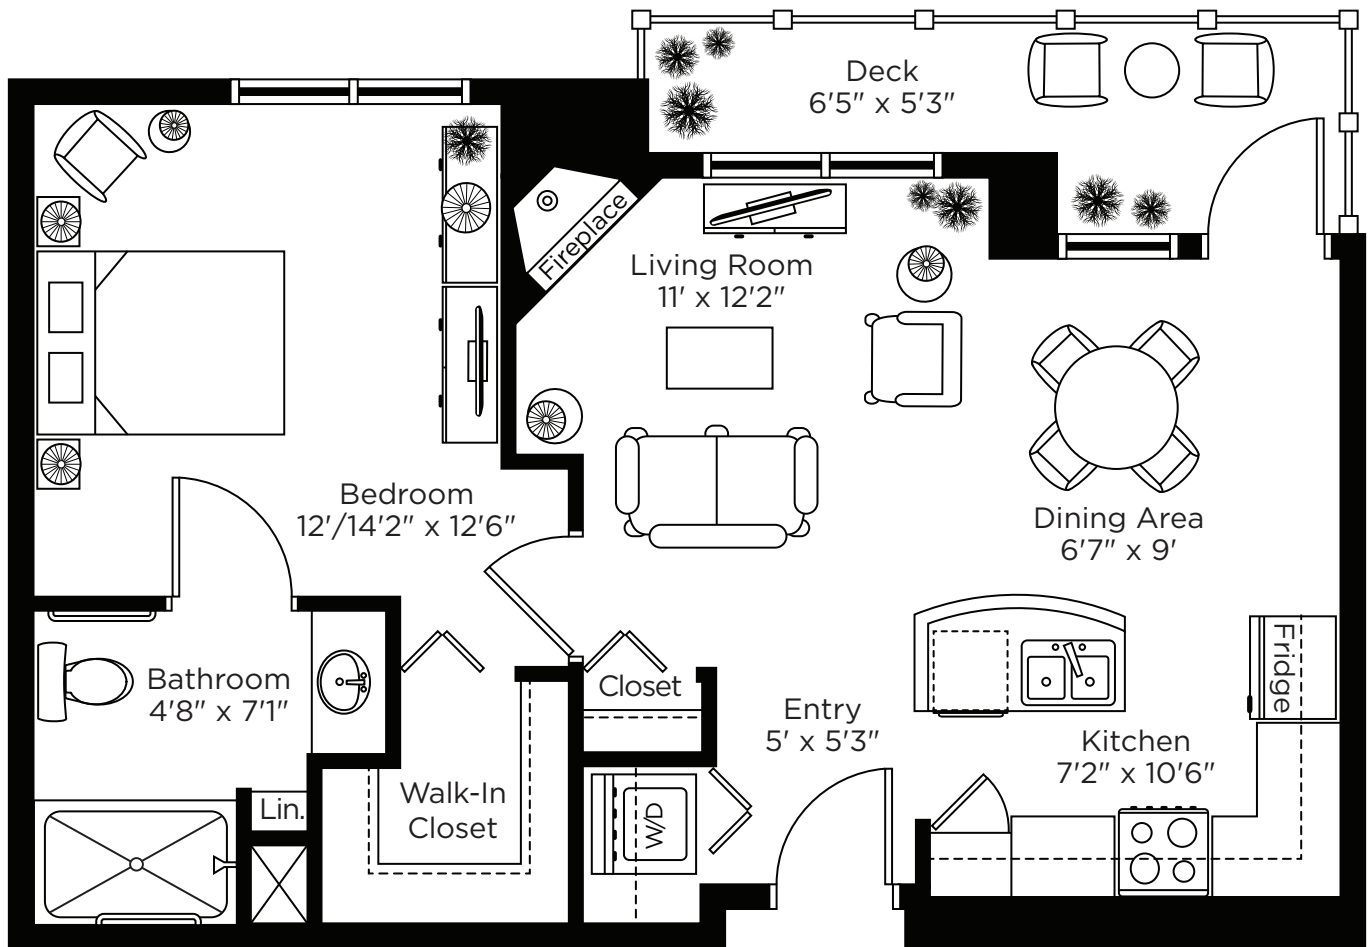 Deck
6'5" x 5'3"
Fireplace
Living Room
11' x 12'2"
Bedroom
12'/14'2" x 12'6"
Dining Area
6'7" x 9'
Bathroom
4'8" x 7'1"
Closet
Fridge
Entry
5' x 5'3"
Kitchen
7'2" x 10'6"
Walk-In
Closet
Lin.
W/D